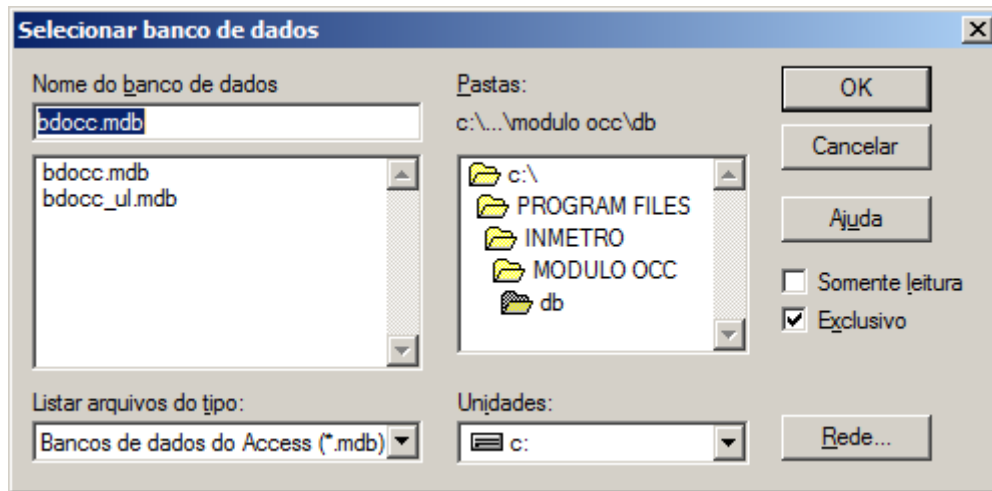 Selecionar banco de dados
Nome do banco de dados
bdocc.mdb
bdocc.mdb
bdocc_ul.mdb
Listar arquivos do tipo:
Bancos de dados do Access (*.mdb)
Pastas:
c:\...\modulo occ\db
c:\
PROGRAM FILES
INMETRO
MODULO OCC
db
Unidades:
c:
OK
Cancelar
Ajuda
Somente leitura
Exclusivo
Rede...